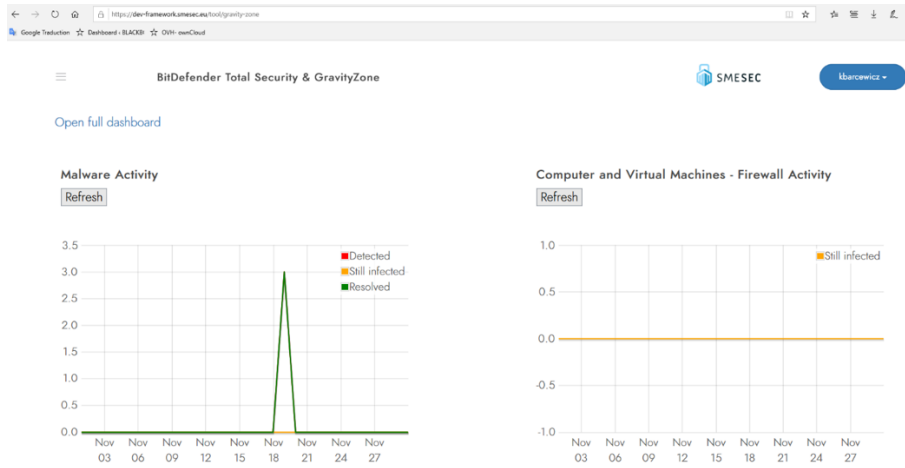 https://dev-framework.smesec.eu/tool/gravity-zone
Google Traduction Dashboard ‹ BLACKBI OVH- ownCloud
BitDefender Total Security & GravityZone
SMESEC
kbarcewicz
Open full dashboard
Malware Activity
Refresh
3.5
3.0
2.5
2.0
1.5
1.0
0.5
0.0
Detected
Still infected
Resolved
Nov 03 Nov 06 Nov 09 Nov 12 Nov 15 Nov 18 Nov 21 Nov 24 Nov 27
Computer and Virtual Machines - Firewall Activity
Refresh
1.0
0.5
0.0
-0.5
-1.0
Still infected
Nov 03 Nov 06 Nov 09 Nov 12 Nov 15 Nov 18 Nov 21 Nov 24 Nov 27